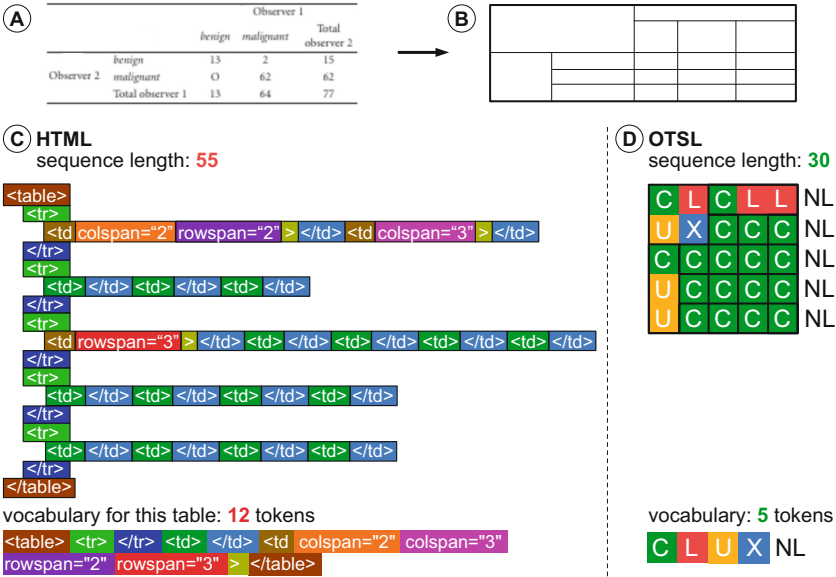 A
Observer 1
benign malignant Total observer 2
benign 13 2 15
Observer 2 malignant O 62 62
Total observer 1 13 64 77
B
C HTML
sequence length: 55
<table>
<tr>
<td colspan=“2” rowspan=“2” > </td> <td colspan=“3” > </td>
</tr>
<tr>
<td> </td> <td> </td> <td> </td>
</tr>
<tr>
<td rowspan=“3” > </td> <td> </td> <td> </td> <td> </td> <td> </td>
</tr>
<tr>
<td> </td> <td> </td> <td> </td> <td> </td>
</tr>
<tr>
<td> </td> <td> </td> <td> </td> <td> </td>
</tr>
</table>
vocabulary for this table: 12 tokens
<table> <tr> </tr> <td> </td> <td colspan="2" colspan="3"
rowspan="2" rowspan="3" > </table>
D OTSL
sequence length: 30
C L C L L NL
U X C C C NL
C C C C C NL
U C C C C NL
U C C C C NL
vocabulary: 5 tokens
C L U X NL